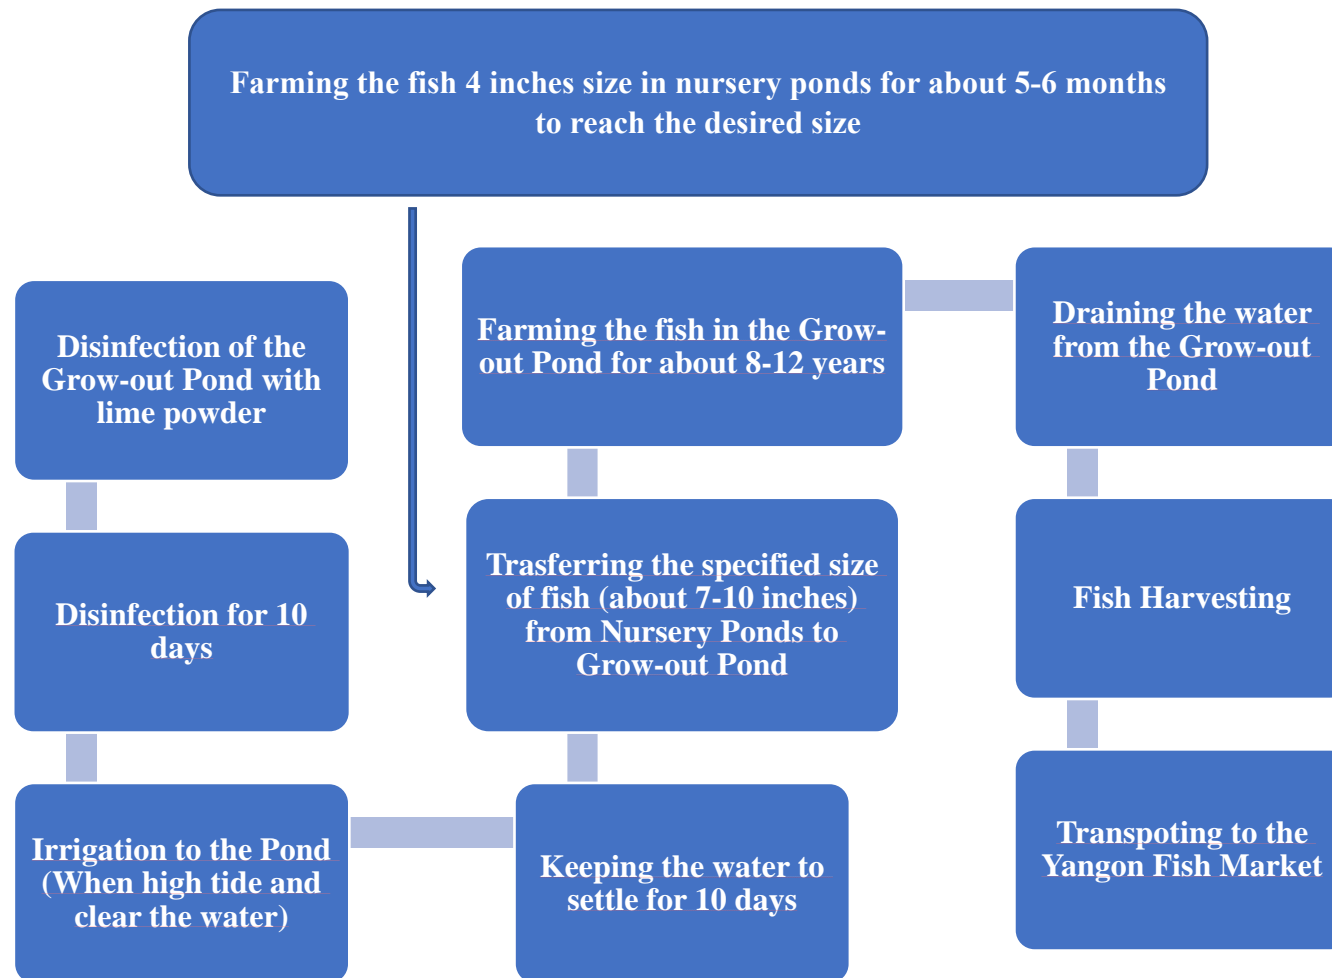 Farming the fish 4 inches size in nursery ponds for about 5-6 months
to reach the desired size
Disinfection of the
Grow-out Pond with
lime powder
Disinfection for 10
days
Irrigation to the Pond
(When high tide and
clear the water)
Keeping the water to
settle for 10 days
Trasferring the specified size
of fish (about 7-10 inches)
from Nursery Ponds to
Grow-out Pond
Farming the fish in the Grow-
out Pond for about 8-12 years
Draining the water
from the Grow-out
Pond
Fish Harvesting
Transpoting to the
Yangon Fish Market